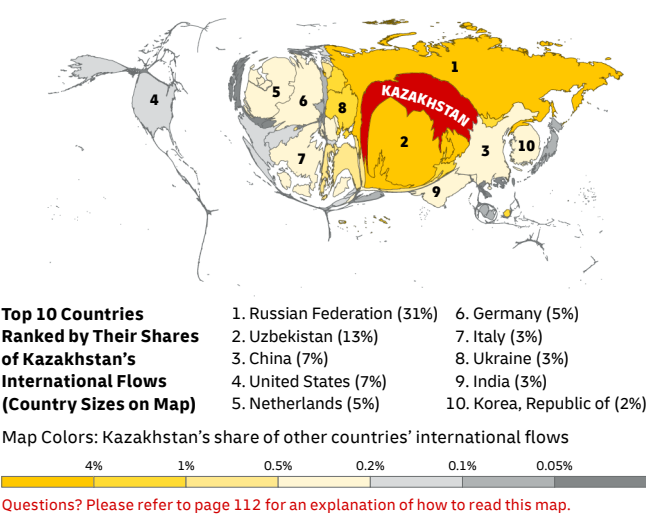 1
KAZAKHSTAN
4
5
6
8
2
3
10
7
9
Top 10 Countries
Ranked by Their Shares
of Kazakhstan's
International Flows
(Country Sizes on Map)
1. Russian Federation (31%)
2. Uzbekistan (13%)
3. China (7%)
4. United States (7%)
5. Netherlands (5%)
6. Germany (5%)
7. Italy (3%)
8. Ukraine (3%)
9. India (3%)
10. Korea, Republic of (2%)
Map Colors: Kazakhstan's share of other countries' international flows
4% 1% 0.5% 0.2% 0.1% 0.05%
Questions? Please refer to page 112 for an explanation of how to read this map.